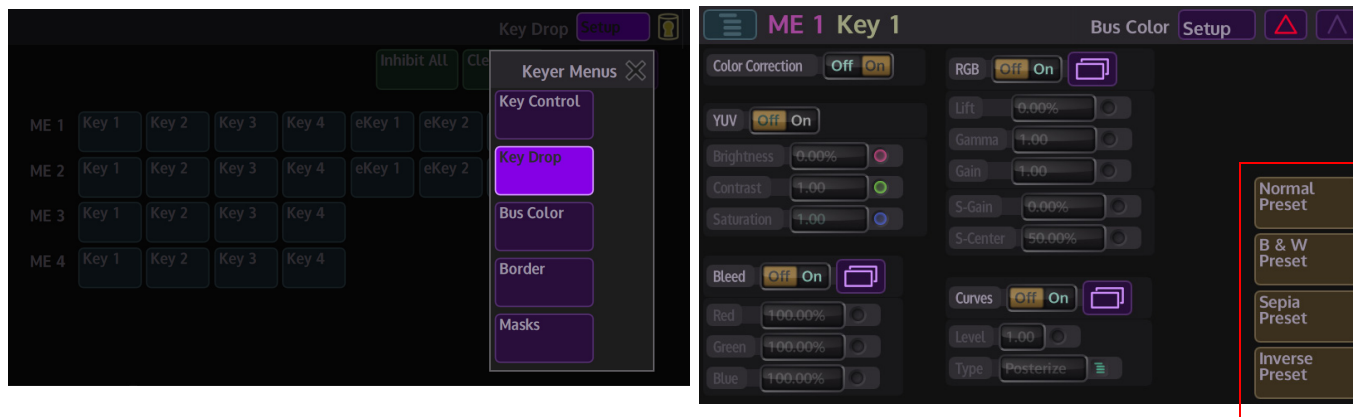 Key Drop Setup
Inhibit All Cle
Keyer Menus
Key Control
Key Drop
Bus Color
Border
Masks
ME 1 Key 1 Key 2 Key 3 Key 4 eKey 1 eKey 2
ME 2 Key 1 Key 2 Key 3 Key 4 eKey 1 eKey 2
ME 3 Key 1 Key 2 Key 3 Key 4
ME 4 Key 1 Key 2 Key 3 Key 4
ME 1 Key 1
Bus Color Setup
Color Correction Off On
YUV Off On
Brightness 0.00%
Contrast 1.00
Saturation 1.00
Bleed Off On
Red 100.00%
Green 100.00%
Blue 100.00%
RGB Off On
Lift 0.00%
Gamma 1.00
Gain 1.00
S-Gain 0.00%
S-Center 50.00%
Curves Off On
Level 1.00
Type Posterize
Normal
Preset
B & W
Preset
Sepia
Preset
Inverse
Preset